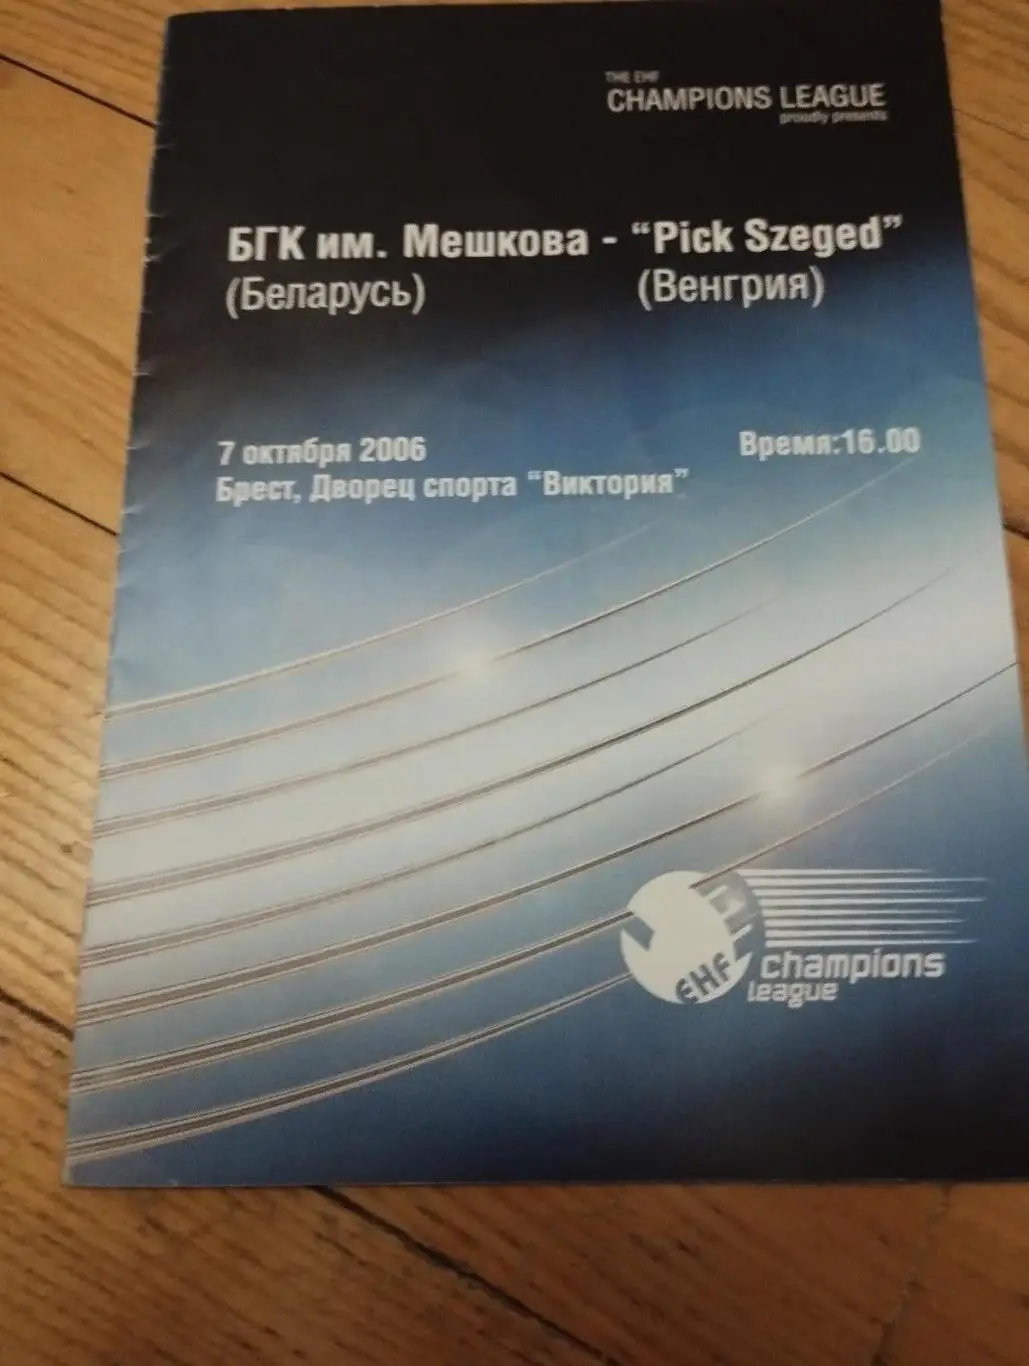 THE EHF
CHAMPIONS LEAGUE
proudly presents
БГК им. Мешкова - “Pick Szeged”
(Беларусь) (Венгрия)
7 октября 2006 Время:16.00
Брест, Дворец спорта “Виктория”
EHF
champions
league